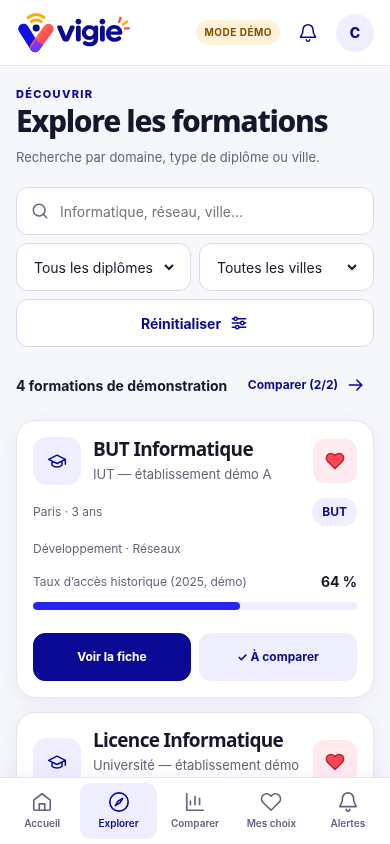 vigie
MODE DÉMO
C
DÉCOUVRIR
Explore les formations
Recherche par domaine, type de diplôme ou ville.
Informatique, réseau, ville...
Tous les diplômes
Toutes les villes
Réinitialiser
4 formations de démonstration
Comparer (2/2)
BUT Informatique
IUT — établissement démo A
Paris · 3 ans
BUT
Développement · Réseaux
Taux d’accès historique (2025, démo)
64 %
Voir la fiche
✓ À comparer
Licence Informatique
Université — établissement démo
Accueil
Explorer
Comparer
Mes choix
Alertes